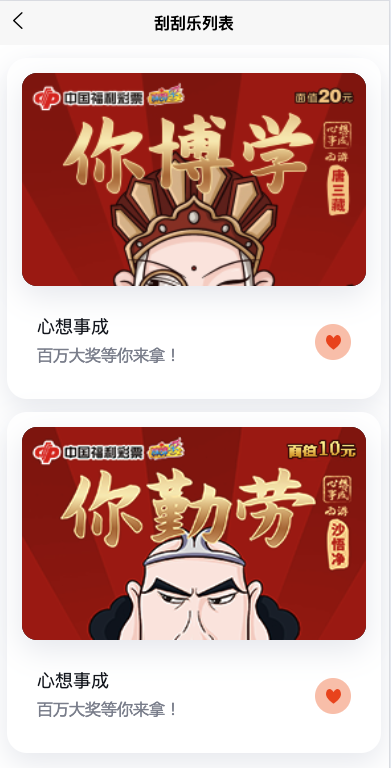 刮刮乐列表
中国福利彩票
面值20元
你博学
心想事成
西游
唐三藏
心想事成
百万大奖等你来拿！
中国福利彩票
面值10元
你勤劳
心想事成
西游
沙悟净
心想事成
百万大奖等你来拿！